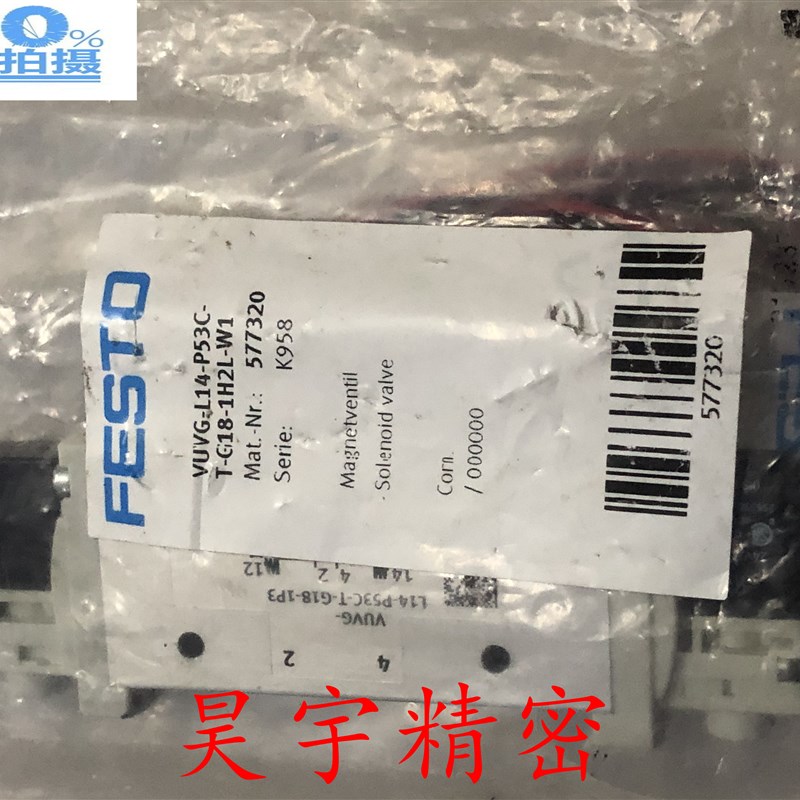 0%
拍摄
FESTO
VUVG-L14-P53C-
T-G18-1H2L-W1
Mat.-Nr.: 577320
Serie: K958
Magnetventil
Solenoid valve
Com.
/ 000000
577320
12
14 4,2,
VUVG-
L14-P53C-T-G18-1P3
4 2
昊宇精密